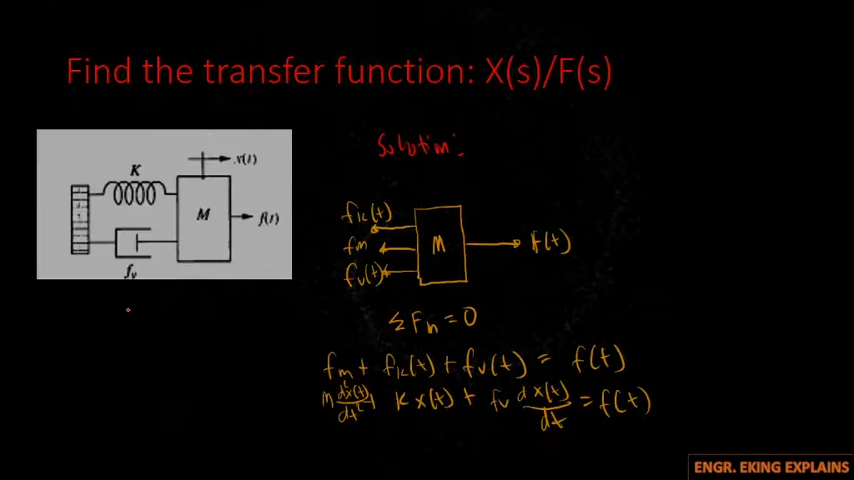 Find the transfer function: X(s)/F(s)
Solution:
K
x(t)
M
f(t)
fv
fk(t)
fm
fv(t)
M
f(t)
ΣFn = 0
fm + fk(t) + fv(t) = f(t)
m d²x(t)/dt² + K x(t) + fv dx(t)/dt = f(t)
ENGR. EKING EXPLAINS